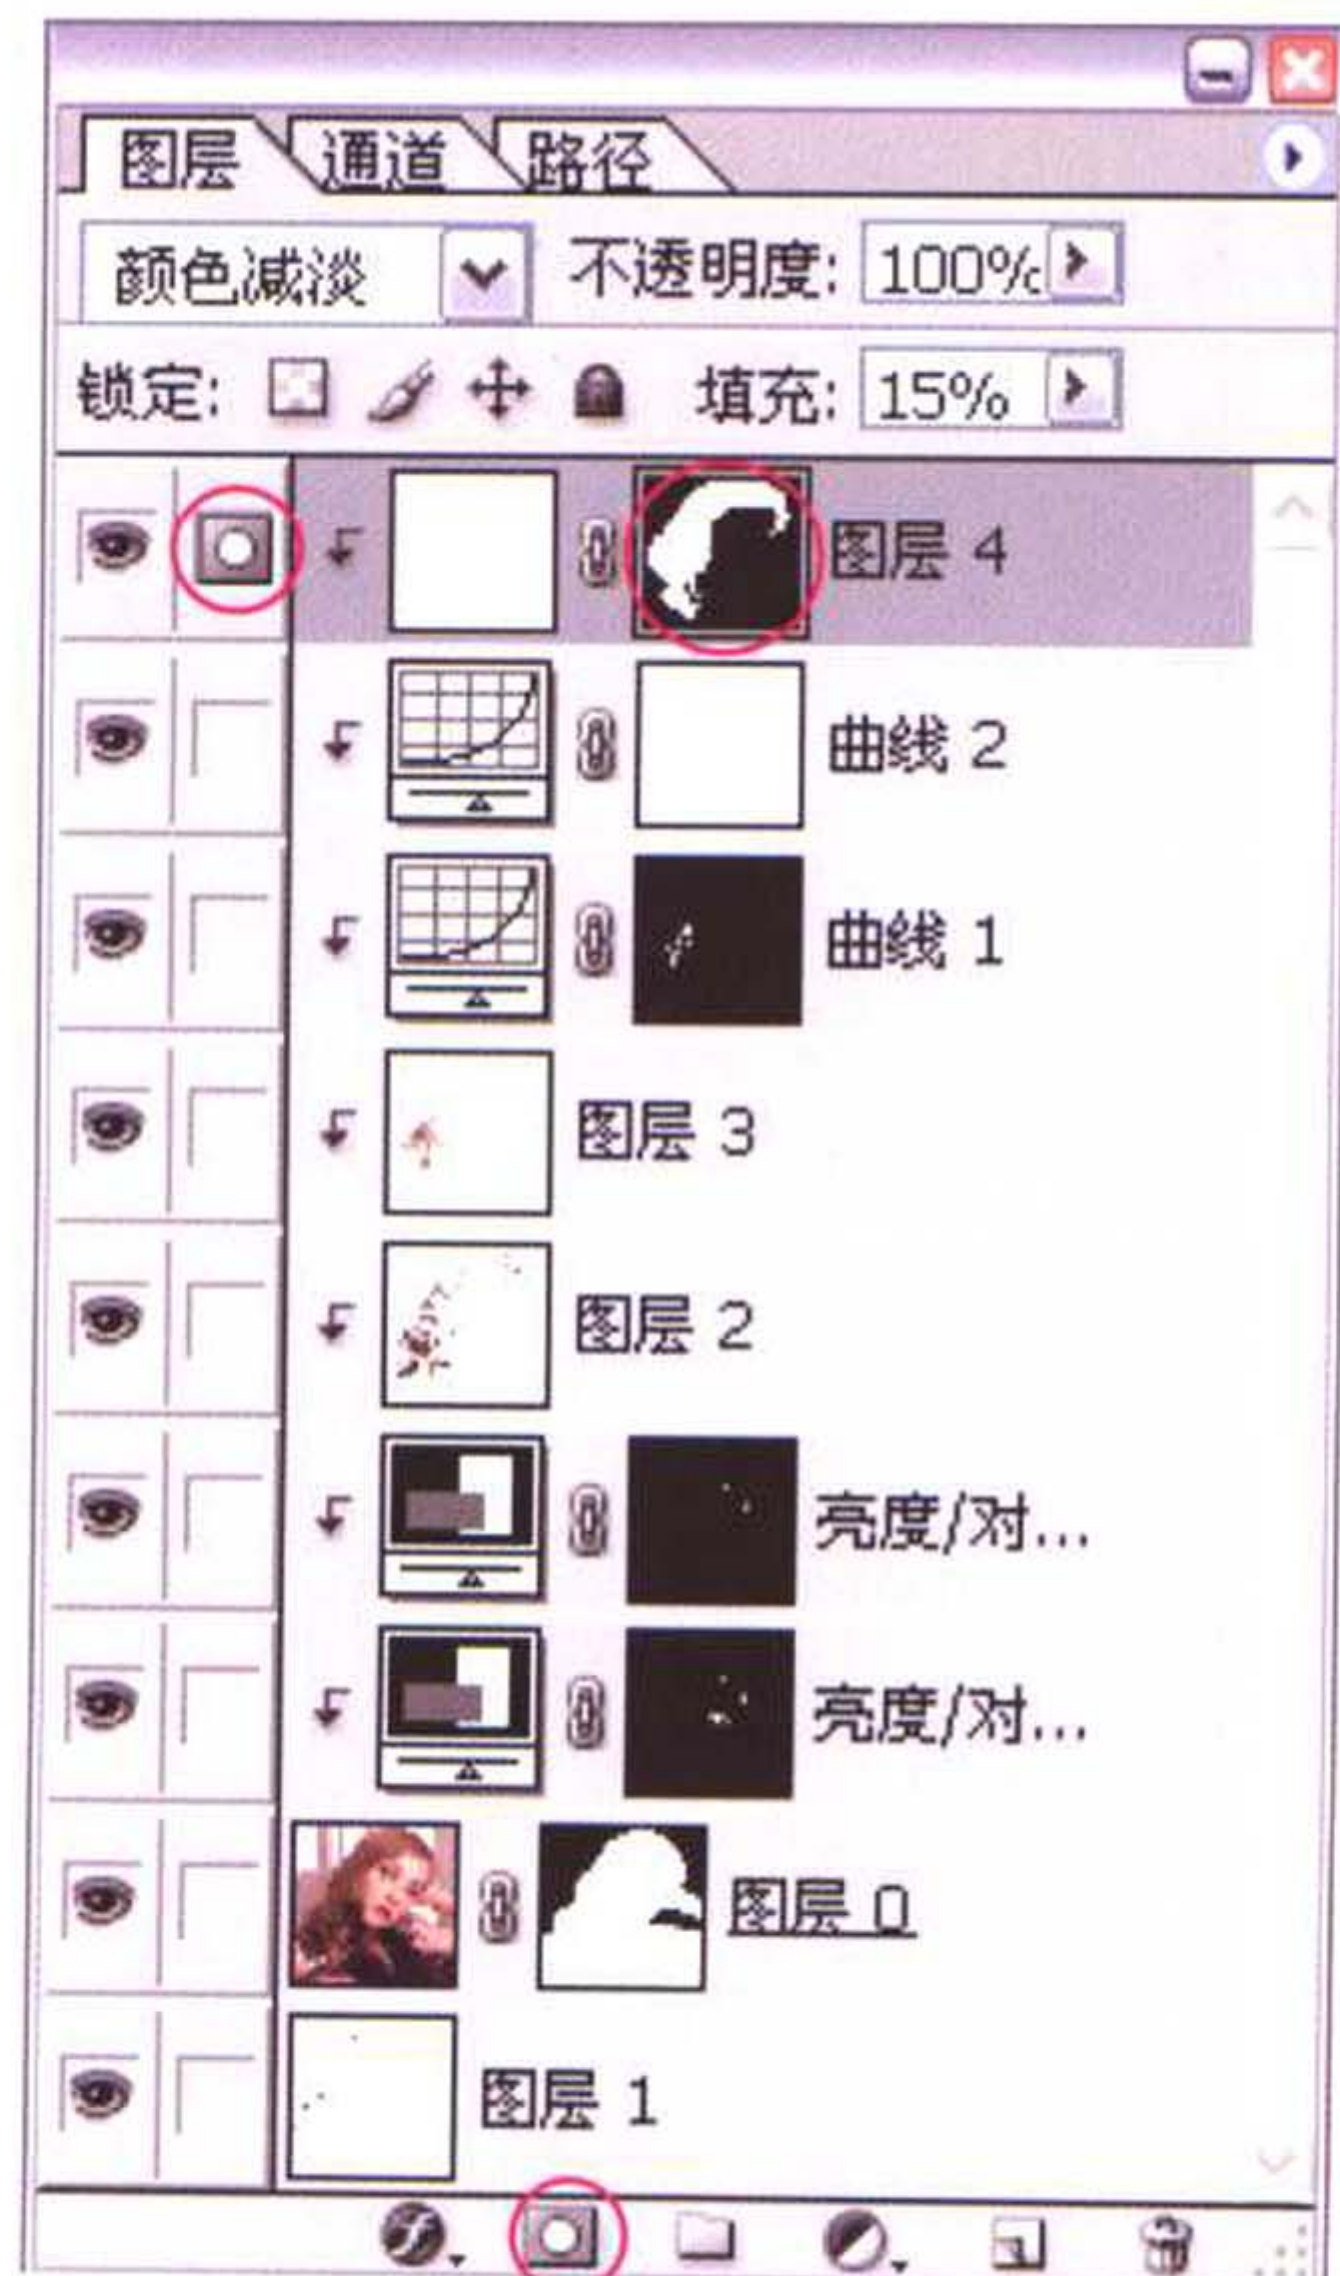 图层 通道 路径
颜色减淡 不透明度: 100%
锁定: 填充: 15%
图层 4
曲线 2
曲线 1
图层 3
图层 2
亮度/对...
亮度/对...
图层 0
图层 1